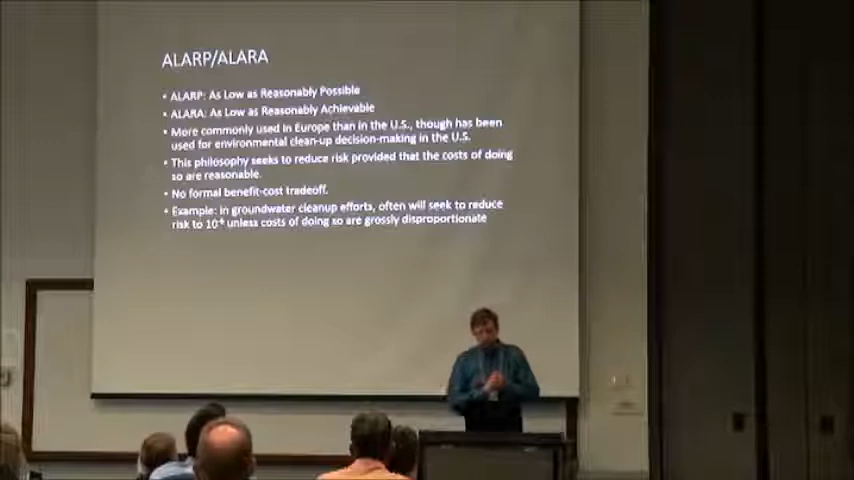 ALARP/ALARA
• ALARP: As Low as Reasonably Possible
• ALARA: As Low as Reasonably Achievable
• More commonly used in Europe than in the U.S., though has been
used for environmental clean-up decision-making in the U.S.
• This philosophy seeks to reduce risk provided that the costs of doing
so are reasonable.
• No formal benefit-cost tradeoff.
• Example: in groundwater cleanup efforts, often will seek to reduce
risk to unless costs of doing so are grossly disproportionate